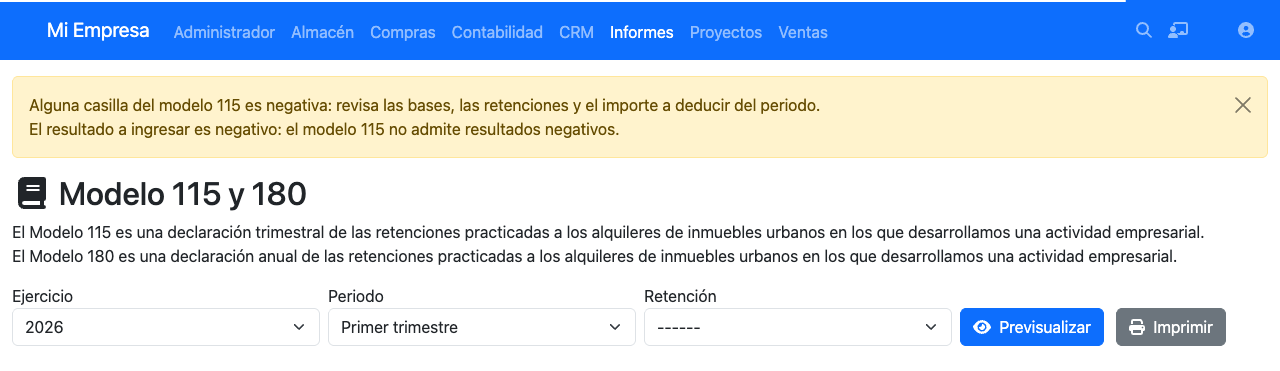 Mi Empresa Administrador Almacén Compras Contabilidad CRM Informes Proyectos Ventas
Alguna casilla del modelo 115 es negativa: revisa las bases, las retenciones y el importe a deducir del periodo.
El resultado a ingresar es negativo: el modelo 115 no admite resultados negativos.
Modelo 115 y 180
El Modelo 115 es una declaración trimestral de las retenciones practicadas a los alquileres de inmuebles urbanos en los que desarrollamos una actividad empresarial.
El Modelo 180 es una declaración anual de las retenciones practicadas a los alquileres de inmuebles urbanos en los que desarrollamos una actividad empresarial.
Ejercicio Periodo Retención
2026 Primer trimestre ------ Previsualizar Imprimir